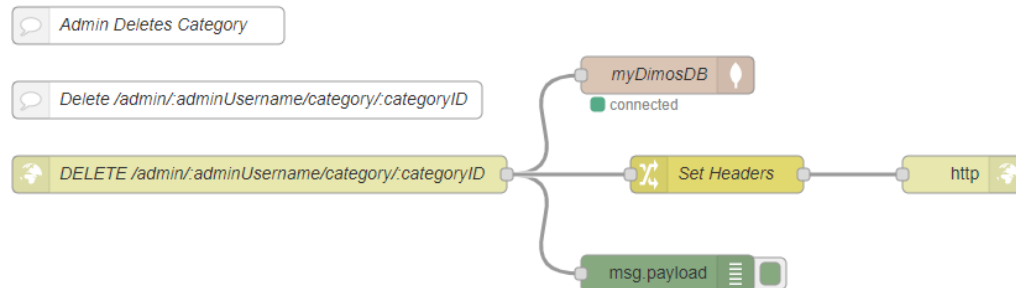 Admin Deletes Category
myDimosDB
Delete /admin/:adminUsername/category/:categoryID
connected
DELETE /admin/:adminUsername/category/:categoryID
Set Headers
http
msg.payload